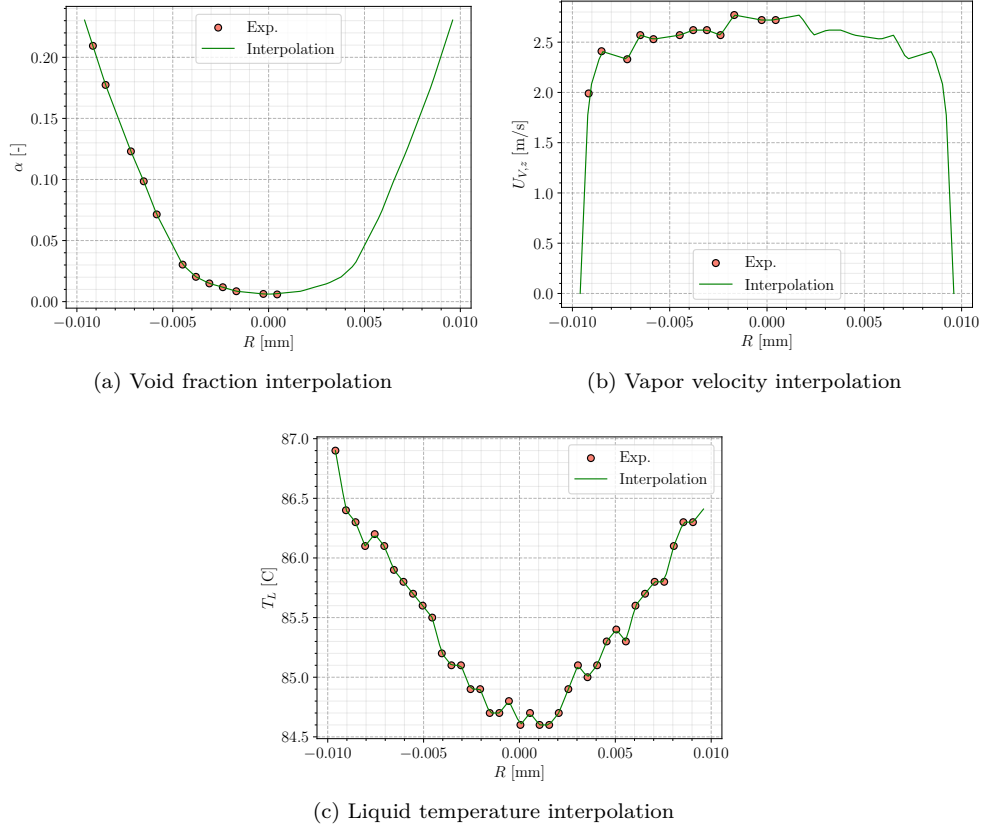 Exp.
Interpolation
0.20
0.15
0.10
0.05
0.00
α [-]
−0.010 −0.005 0.000 0.005 0.010
R [mm]
(a) Void fraction interpolation
2.5
2.0
1.5
1.0
0.5
0.0
U_{V,z} [m/s]
Exp.
Interpolation
−0.010 −0.005 0.000 0.005 0.010
R [mm]
(b) Vapor velocity interpolation
87.0
86.5
86.0
85.5
85.0
84.5
T_L [C]
Exp.
Interpolation
−0.010 −0.005 0.000 0.005 0.010
R [mm]
(c) Liquid temperature interpolation